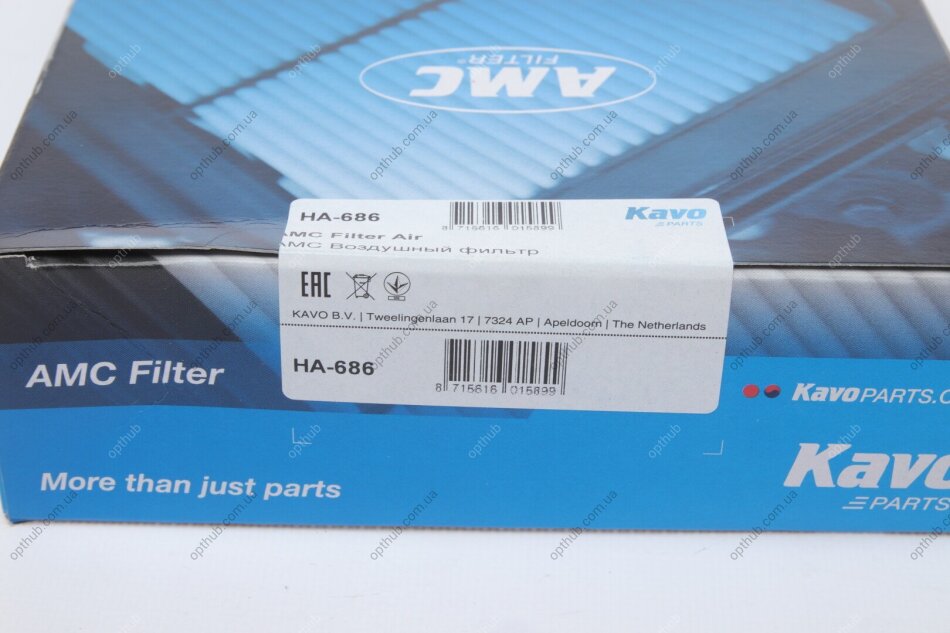 AMC
FILTER®
HA-686
8 715616 015899
Kavo
PARTS
AMC Filter Air
AMC Воздушный фильтр
EAC
KAVO B.V. | Tweelingenlaan 17 | 7324 AP | Apeldoorn | The Netherlands
HA-686
8 715616 015899
AMC Filter
KavoPARTS.C
More than just parts
Kavo
PARTS
opthub.com.ua